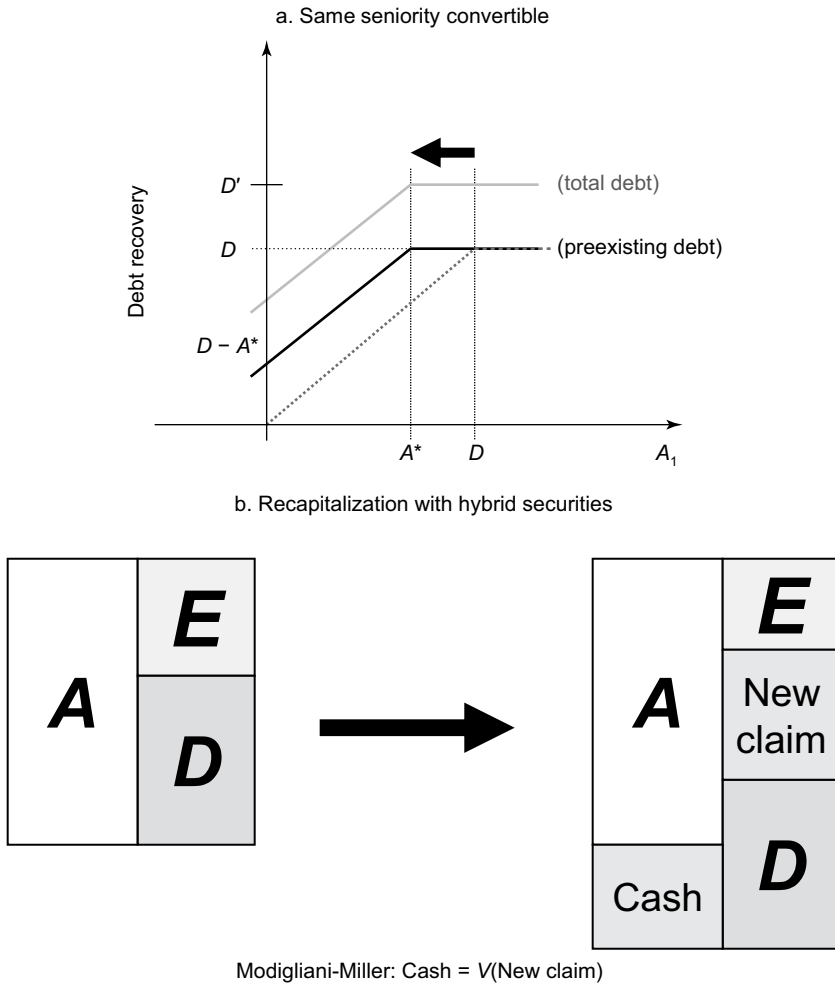 a. Same seniority convertible
Debt recovery
D′
(total debt)
D
(preexisting debt)
D − A*
A*
D
A₁
b. Recapitalization with hybrid securities
A
E
D
A
E
New
claim
D
Cash
Modigliani-Miller: Cash = V(New claim)